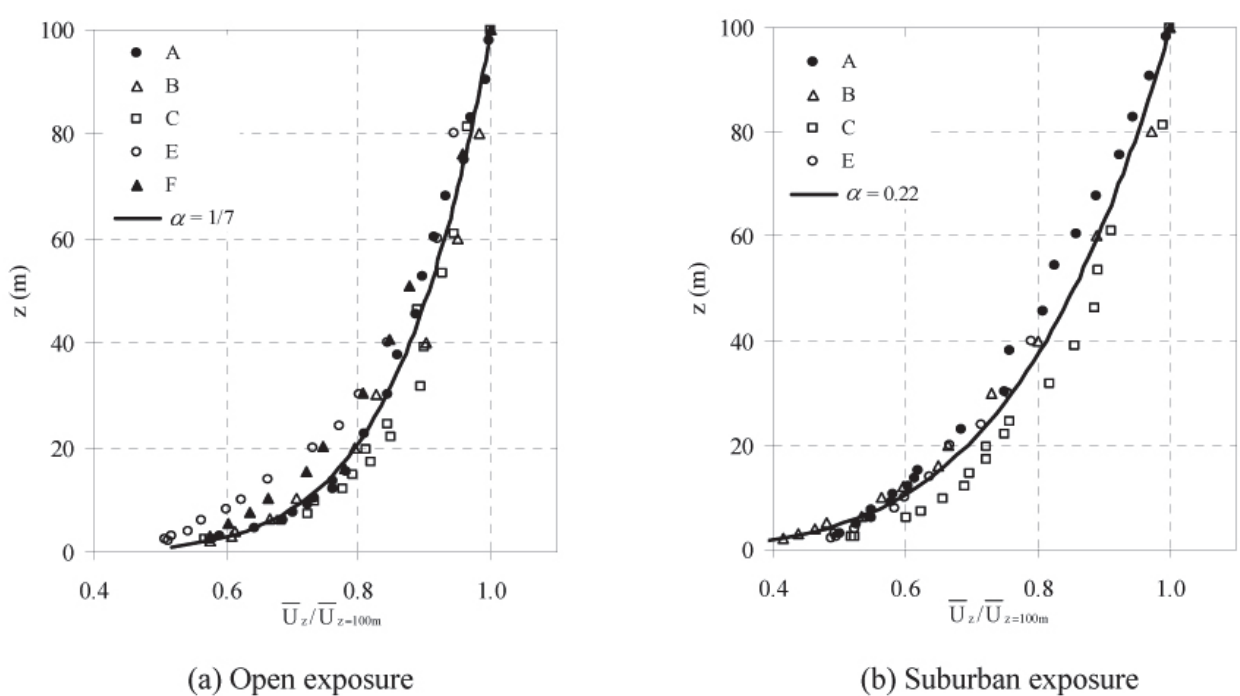 100
80
60
40
20
0
z (m)
A
B
C
E
F
α = 1/7
0.4 0.6 0.8 1.0
U̅z/U̅z=100m
(a) Open exposure
100
80
60
40
20
0
z (m)
A
B
C
E
α = 0.22
0.4 0.6 0.8 1.0
U̅z/U̅z=100m
(b) Suburban exposure